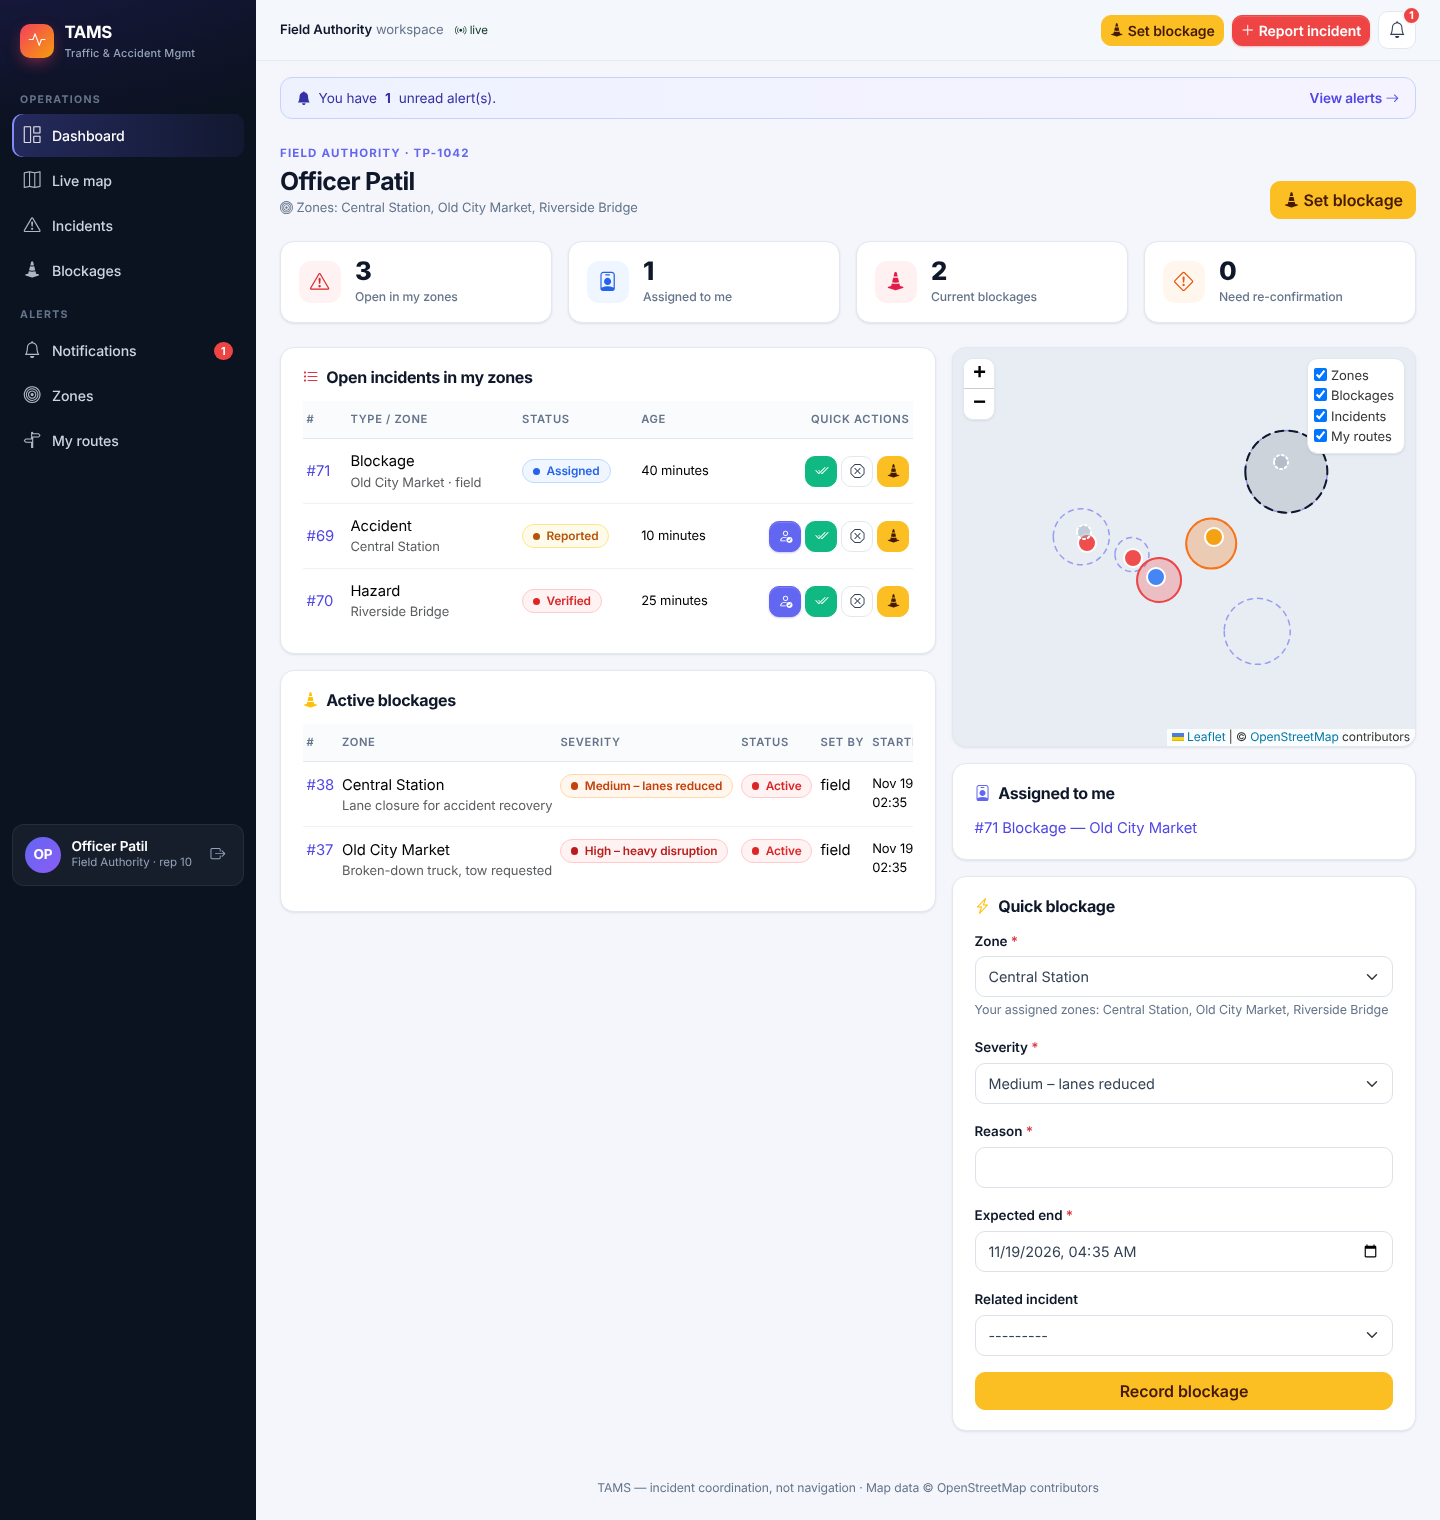 TAMS
Traffic & Accident Mgmt
OPERATIONS
Dashboard
Live map
Incidents
Blockages
ALERTS
Notifications 1
Zones
My routes
OP
Officer Patil
Field Authority · rep 10
Field Authority workspace live
Set blockage
Report incident
1
You have 1 unread alert(s).
View alerts →
FIELD AUTHORITY · TP-1042
Officer Patil
Zones: Central Station, Old City Market, Riverside Bridge
Set blockage
3
Open in my zones
1
Assigned to me
2
Current blockages
0
Need re-confirmation
Open incidents in my zones
# TYPE / ZONE STATUS AGE QUICK ACTIONS
#71 Blockage Assigned 40 minutes
Old City Market · field
#69 Accident Reported 10 minutes
Central Station
#70 Hazard Verified 25 minutes
Riverside Bridge
Active blockages
# ZONE SEVERITY STATUS SET BY
#38 Central Station Medium – lanes reduced Active field Nov 19
Lane closure for accident recovery 02:35
#37 Old City Market High – heavy disruption Active field Nov 19
Broken-down truck, tow requested 02:35
+
−
Zones
Blockages
Incidents
My routes
Leaflet | © OpenStreetMap contributors
Assigned to me
#71 Blockage — Old City Market
Quick blockage
Zone *
Central Station
Your assigned zones: Central Station, Old City Market, Riverside Bridge
Severity *
Medium – lanes reduced
Reason *
Expected end *
11/19/2026, 04:35 AM
Related incident
---------
Record blockage
TAMS — incident coordination, not navigation · Map data © OpenStreetMap contributors